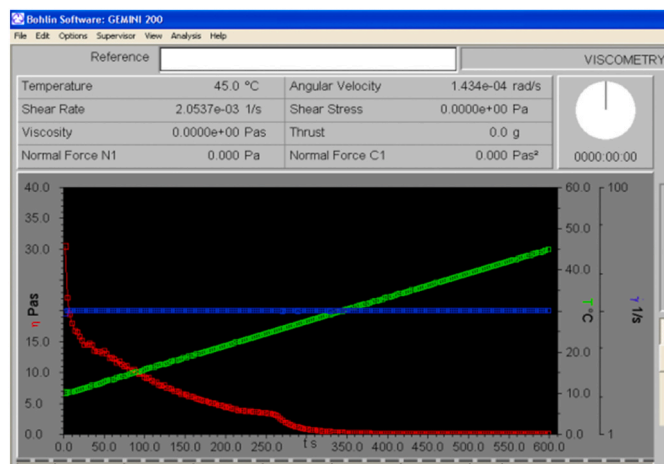 Bohlin Software: GEMINI 200
File Edit Options Supervisor View Analysis Help
Reference
VISCOMETRY
Temperature 45.0 °C Angular Velocity 1.434e-04 rad/s
Shear Rate 2.0537e-03 1/s Shear Stress 0.0000e+00 Pa
Viscosity 0.0000e+00 Pas Thrust 0.0 g
Normal Force N1 0.000 Pa Normal Force C1 0.000 Pas²
0000:00:00
40.0 60.0 100
35.0
30.0 40.0
η Pas T °C γ̇ 1/s
15.0 20.0
10.0 10.0
5.0
0.0 0.0 1
0.0 50.0 100.0 150.0 200.0 250.0 t s 350.0 400.0 450.0 500.0 550.0 600.0